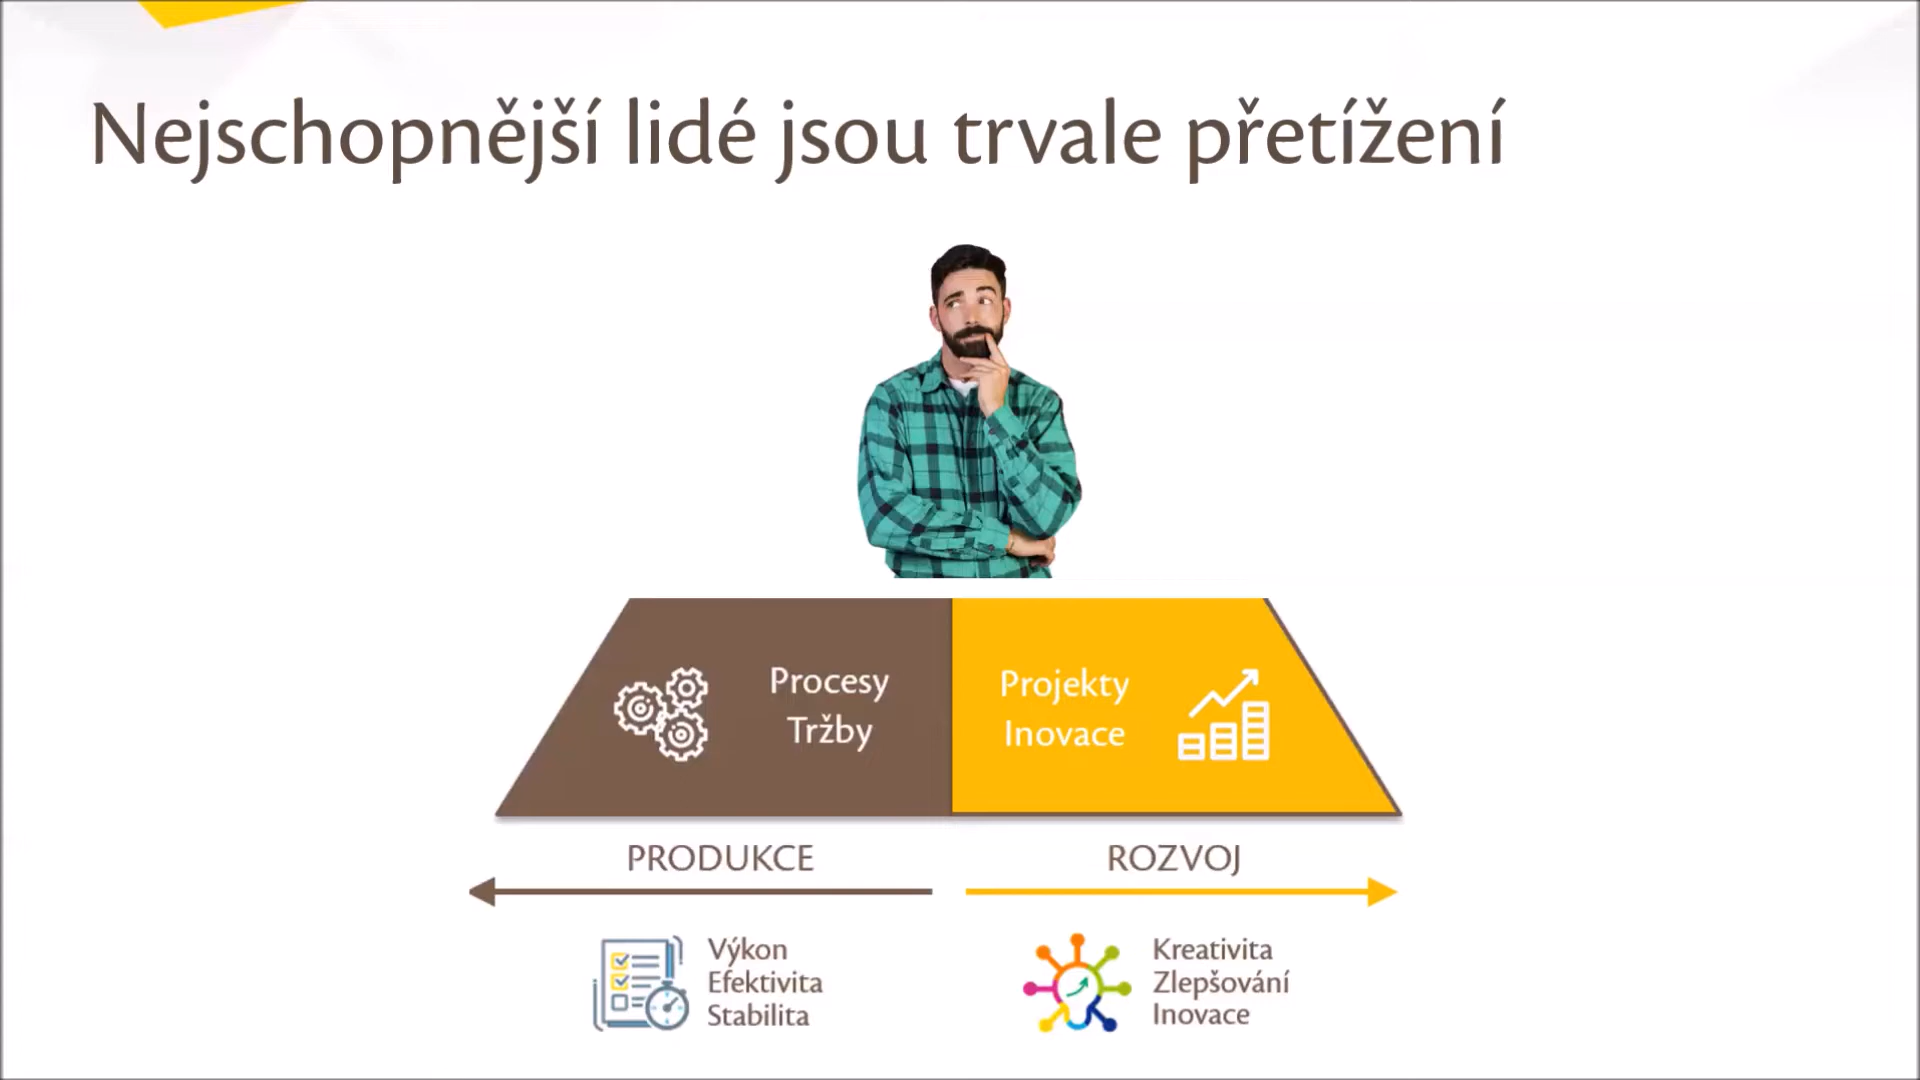 Nejschopnější lidé jsou trvale přetížení
Procesy
Tržby
Projekty
Inovace
PRODUKCE
ROZVOJ
Výkon
Efektivita
Stabilita
Kreativita
Zlepšování
Inovace